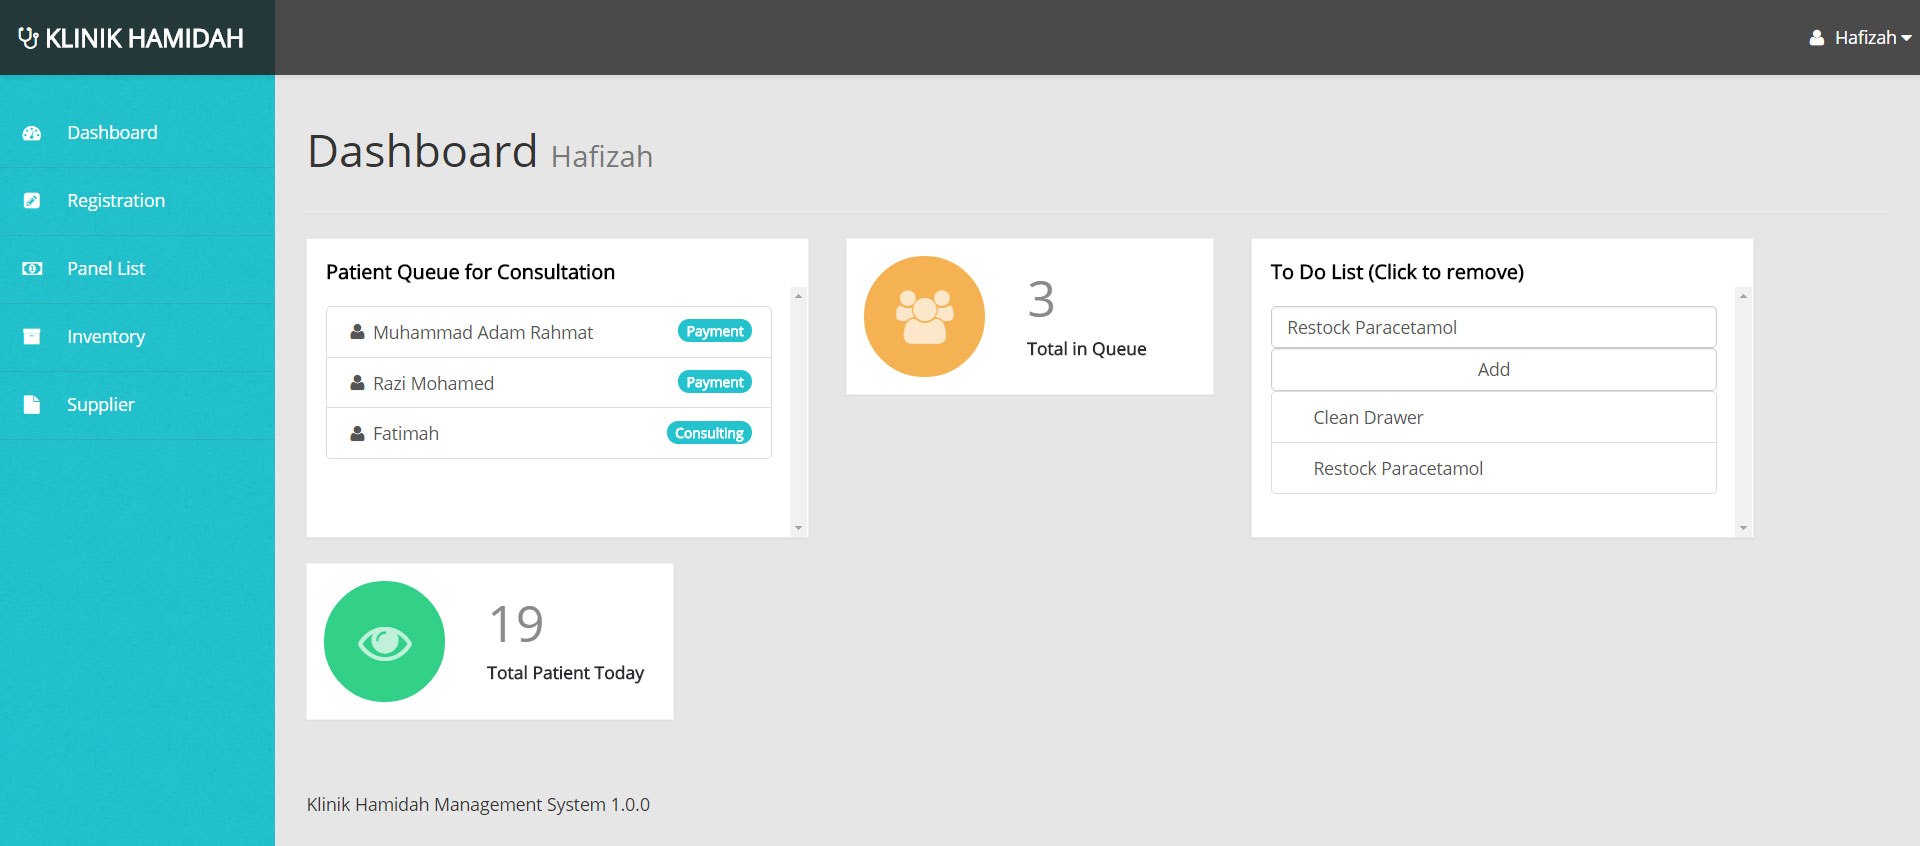 KLINIK HAMIDAH
Hafizah
Dashboard
Registration
Panel List
Inventory
Supplier
Dashboard Hafizah
Patient Queue for Consultation
Muhammad Adam Rahmat Payment
Razi Mohamed Payment
Fatimah Consulting
3
Total in Queue
To Do List (Click to remove)
Restock Paracetamol
Add
Clean Drawer
Restock Paracetamol
19
Total Patient Today
Klinik Hamidah Management System 1.0.0